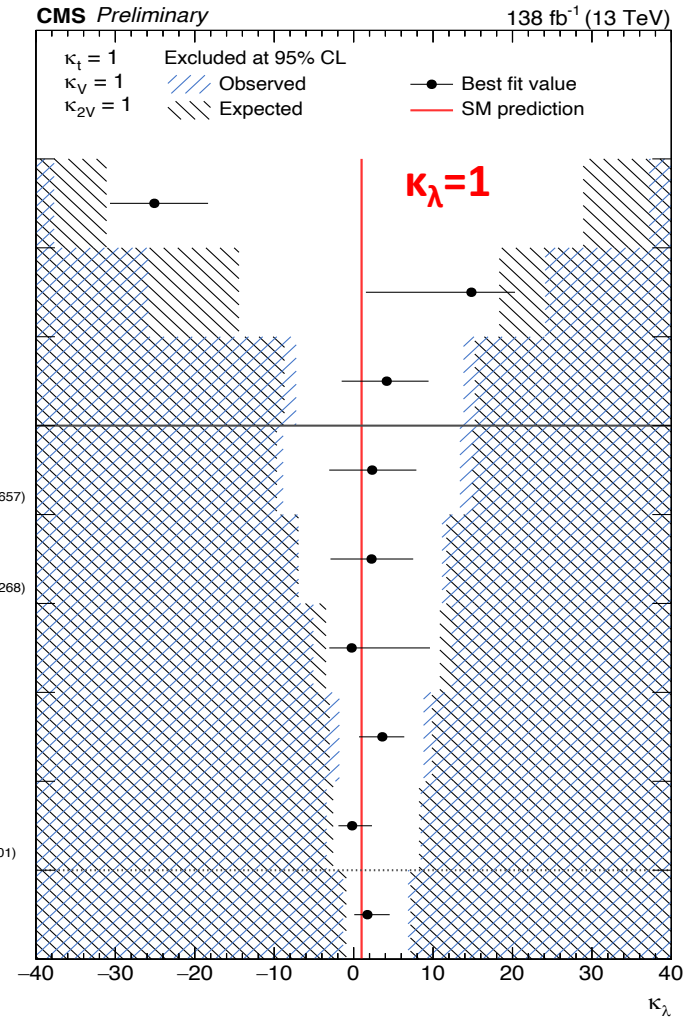 CMS Preliminary 138 fb⁻¹ (13 TeV)
κt = 1 Excluded at 95% CL
κV = 1 Observed Best fit value
κ2V = 1 Expected SM prediction
κλ=1
657)
268)
01)
−40 −30 −20 −10 0 10 20 30 40
κλ